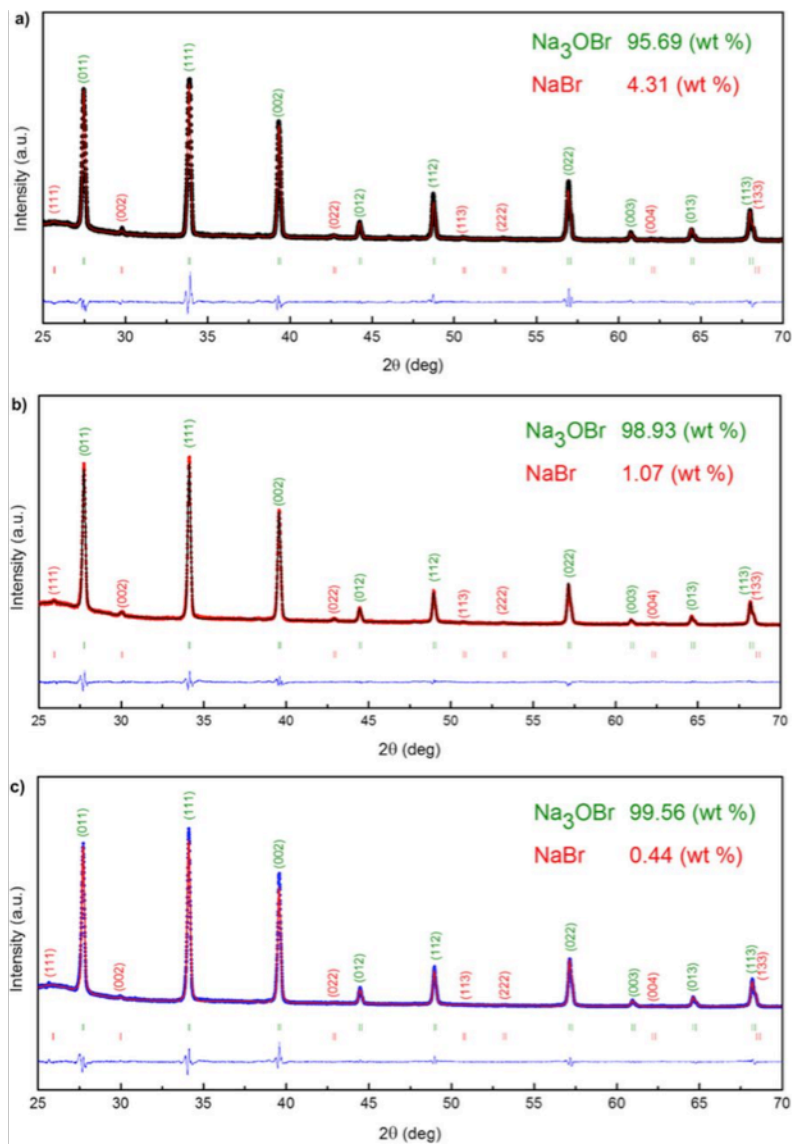 a)
Na3OBr 95.69 (wt %)
NaBr 4.31 (wt %)
(111)
(011)
(002)
(111)
(002)
(022)
(012)
(112)
(113)
(222)
(022)
(003)
(004)
(013)
(113)
(133)
Intensity (a.u.)
25 30 35 40 45 50 55 60 65 70
2θ (deg)
b)
Na3OBr 98.93 (wt %)
NaBr 1.07 (wt %)
(111)
(011)
(002)
(111)
(002)
(022)
(012)
(112)
(113)
(222)
(022)
(003)
(004)
(013)
(113)
(133)
Intensity (a.u.)
25 30 35 40 45 50 55 60 65 70
2θ (deg)
c)
Na3OBr 99.56 (wt %)
NaBr 0.44 (wt %)
(111)
(011)
(002)
(111)
(002)
(022)
(012)
(112)
(113)
(222)
(022)
(003)
(004)
(013)
(113)
(133)
Intensity (a.u.)
25 30 35 40 45 50 55 60 65 70
2θ (deg)